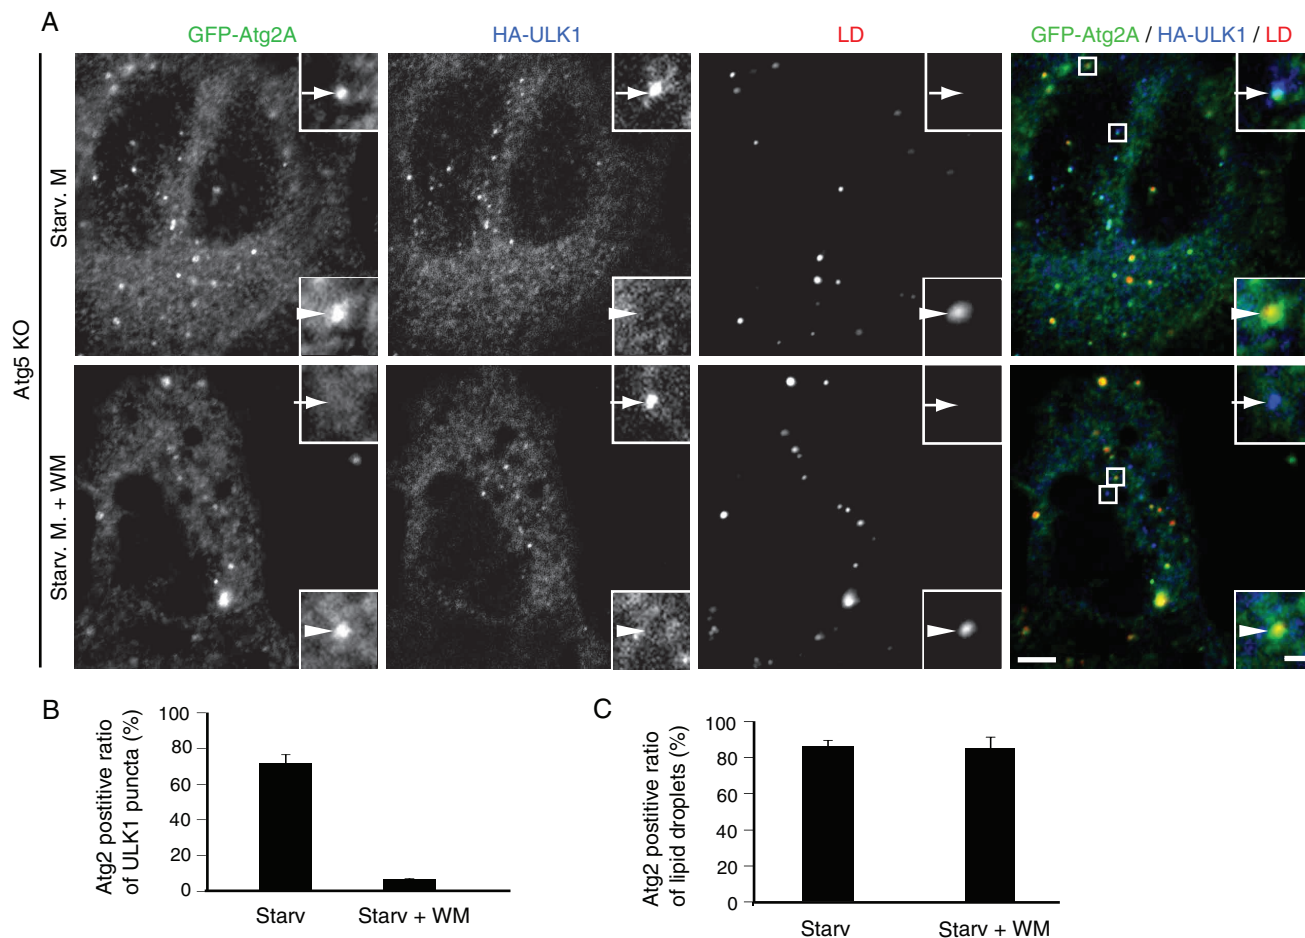 A
GFP-Atg2A
HA-ULK1
LD
GFP-Atg2A / HA-ULK1 / LD
Atg5 KO
Starv. M
Starv. M. + WM
B
Atg2 postitive ratio
of ULK1 puncta (%)
100
80
60
40
20
0
Starv
Starv + WM
C
Atg2 positive ratio
of lipid droplets (%)
100
80
60
40
20
0
Starv
Starv + WM